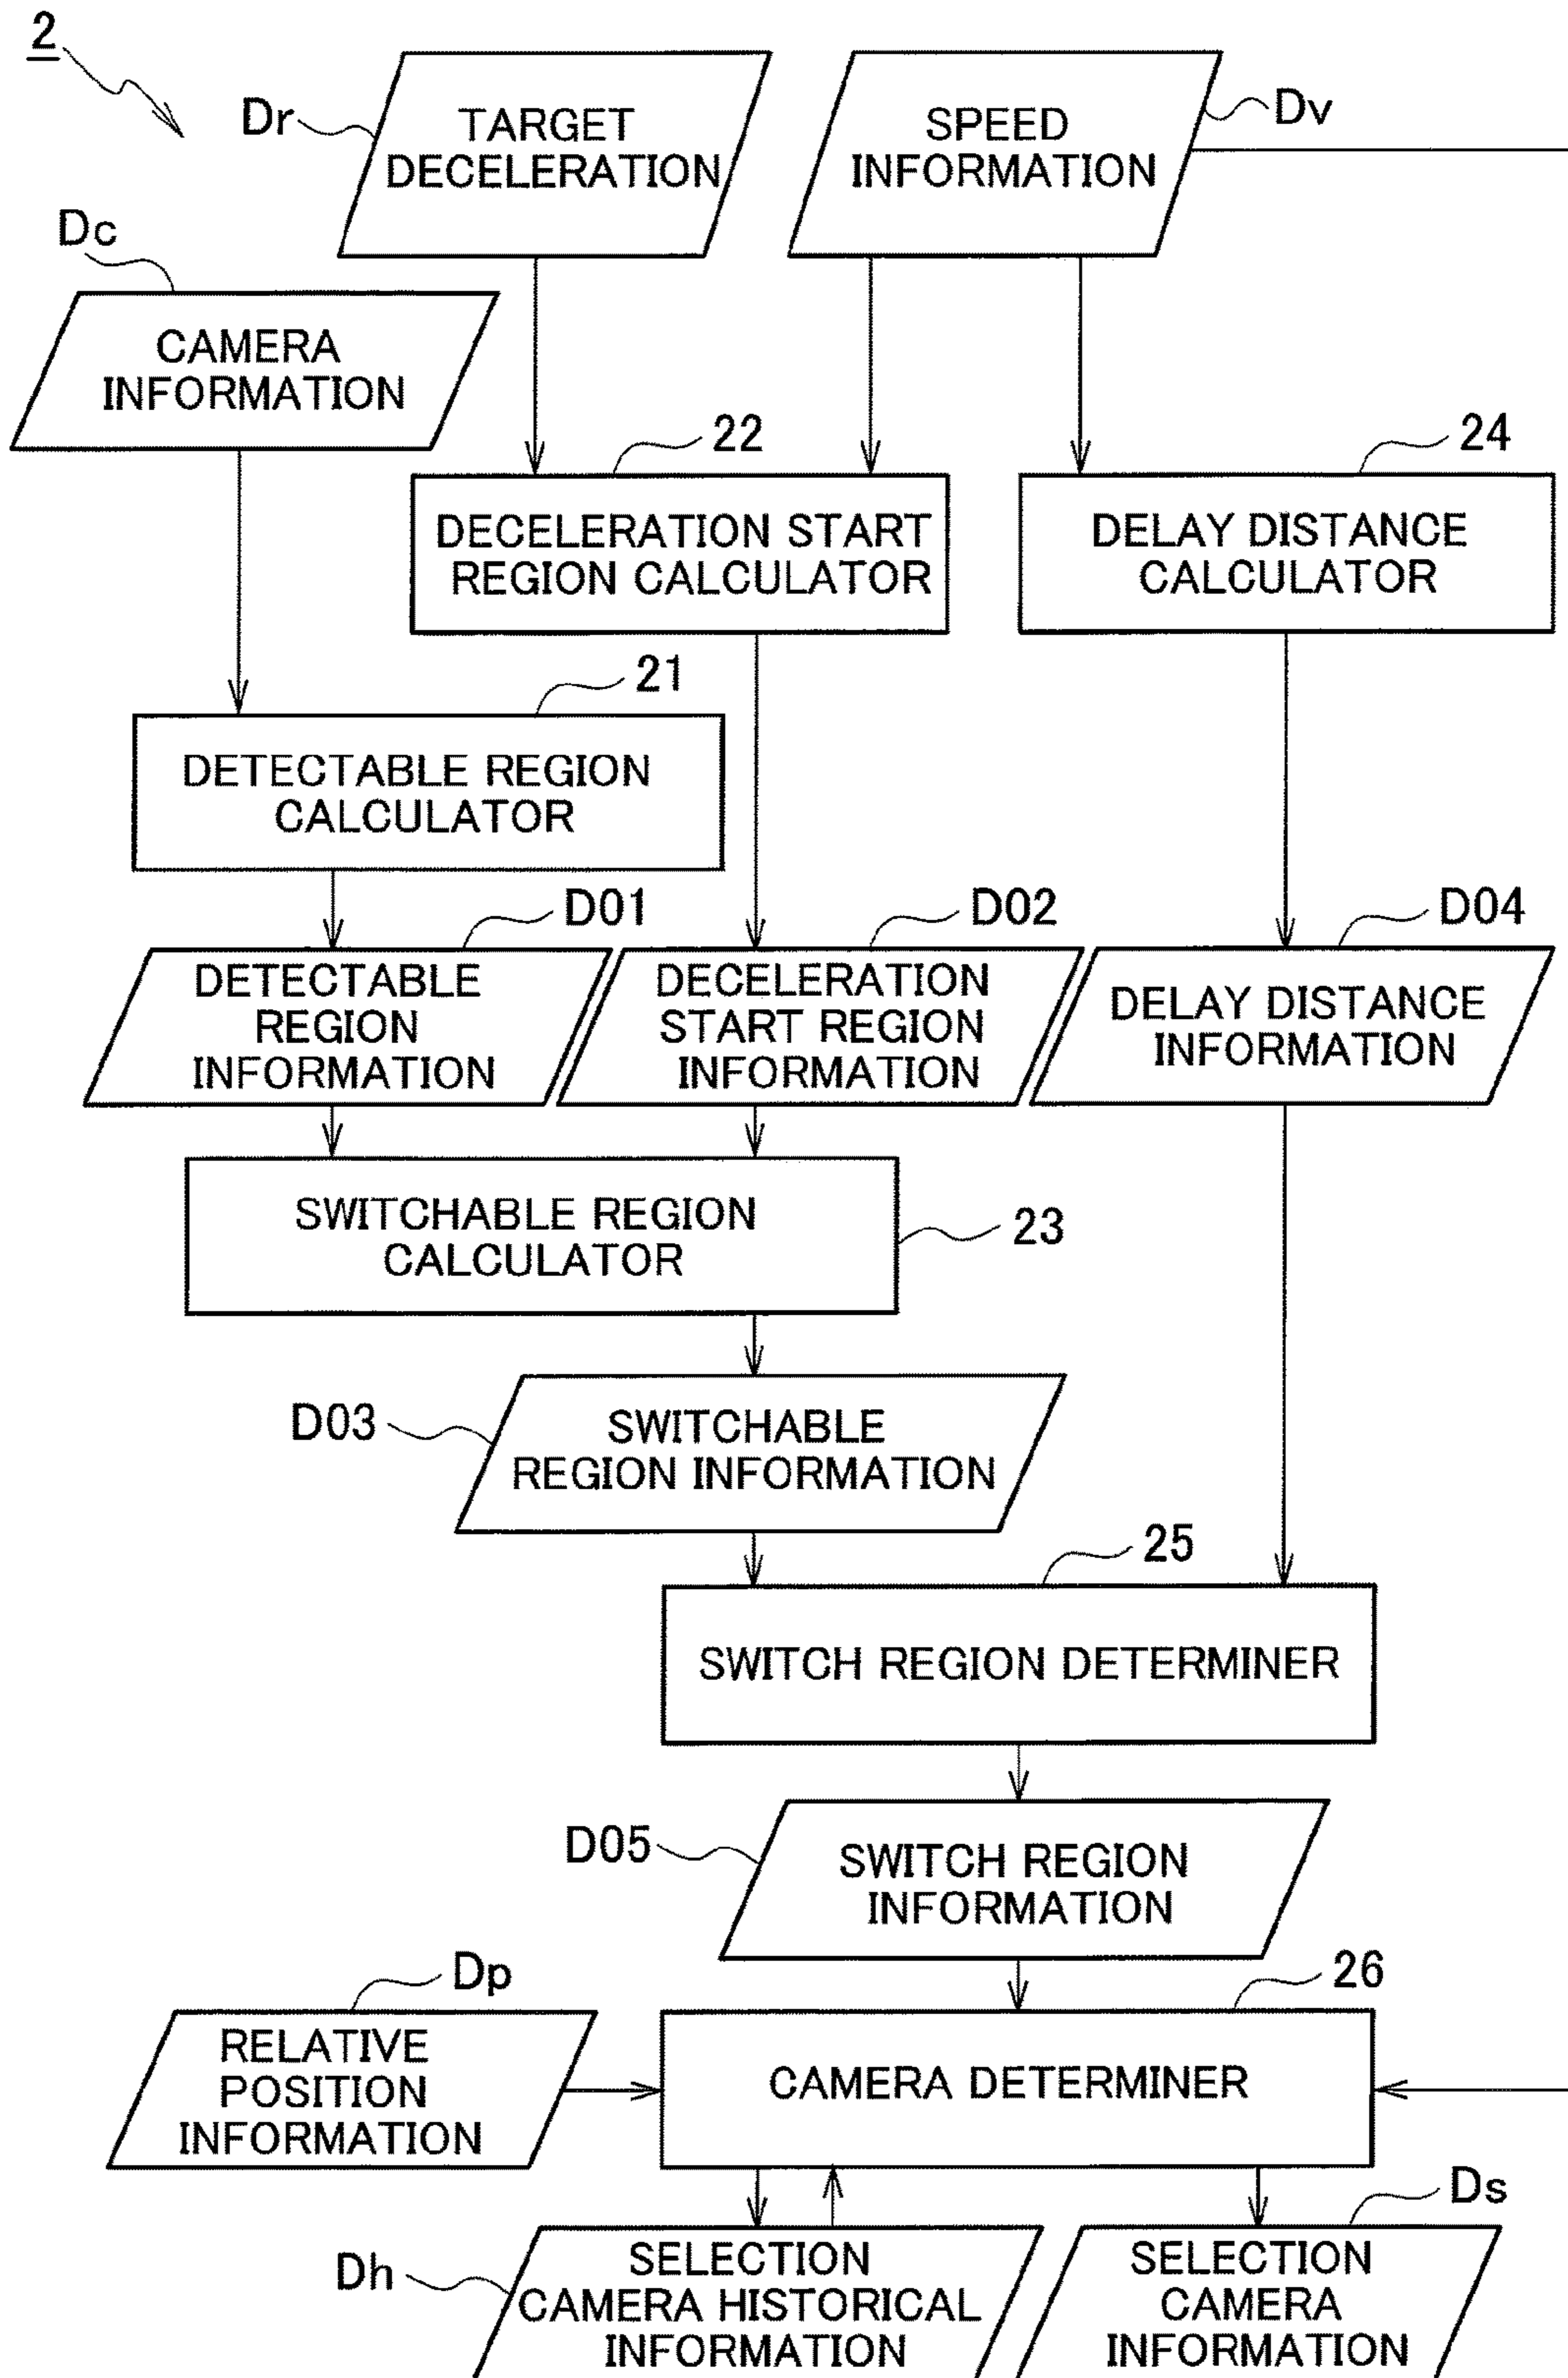 2
Dr
TARGET
DECELERATION
SPEED
INFORMATION
Dv
Dc
CAMERA
INFORMATION
22
DECELERATION START
REGION CALCULATOR
24
DELAY DISTANCE
CALCULATOR
21
DETECTABLE REGION
CALCULATOR
D01
DETECTABLE
REGION
INFORMATION
D02
DECELERATION
START REGION
INFORMATION
D04
DELAY DISTANCE
INFORMATION
SWITCHABLE REGION
CALCULATOR
23
D03
SWITCHABLE
REGION INFORMATION
25
SWITCH REGION DETERMINER
D05
SWITCH REGION
INFORMATION
Dp
RELATIVE
POSITION
INFORMATION
26
CAMERA DETERMINER
Dh
SELECTION
CAMERA HISTORICAL
INFORMATION
Ds
SELECTION
CAMERA
INFORMATION